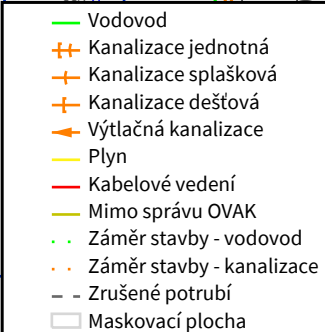 Vodovod
Kanalizace jednotná
Kanalizace splašková
Kanalizace dešťová
Výtlačná kanalizace
Plyn
Kabelové vedení
Mimo správu OVAK
Záměr stavby - vodovod
Záměr stavby - kanalizace
Zrušené potrubí
Maskovací plocha